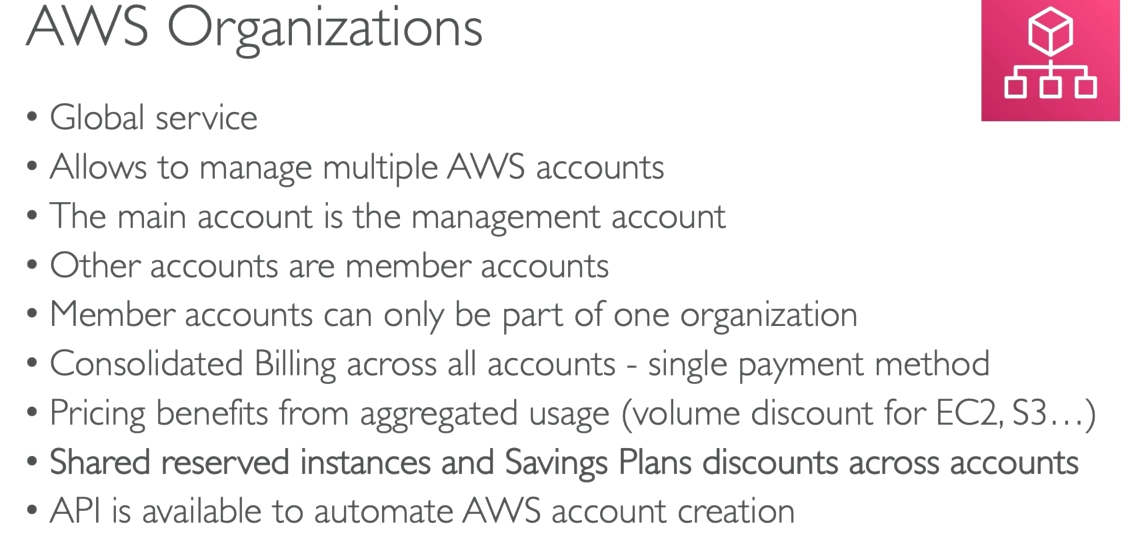 AWS Organizations
• Global service
• Allows to manage multiple AWS accounts
• The main account is the management account
• Other accounts are member accounts
• Member accounts can only be part of one organization
• Consolidated Billing across all accounts - single payment method
• Pricing benefits from aggregated usage (volume discount for EC2, S3…)
• Shared reserved instances and Savings Plans discounts across accounts
• API is available to automate AWS account creation